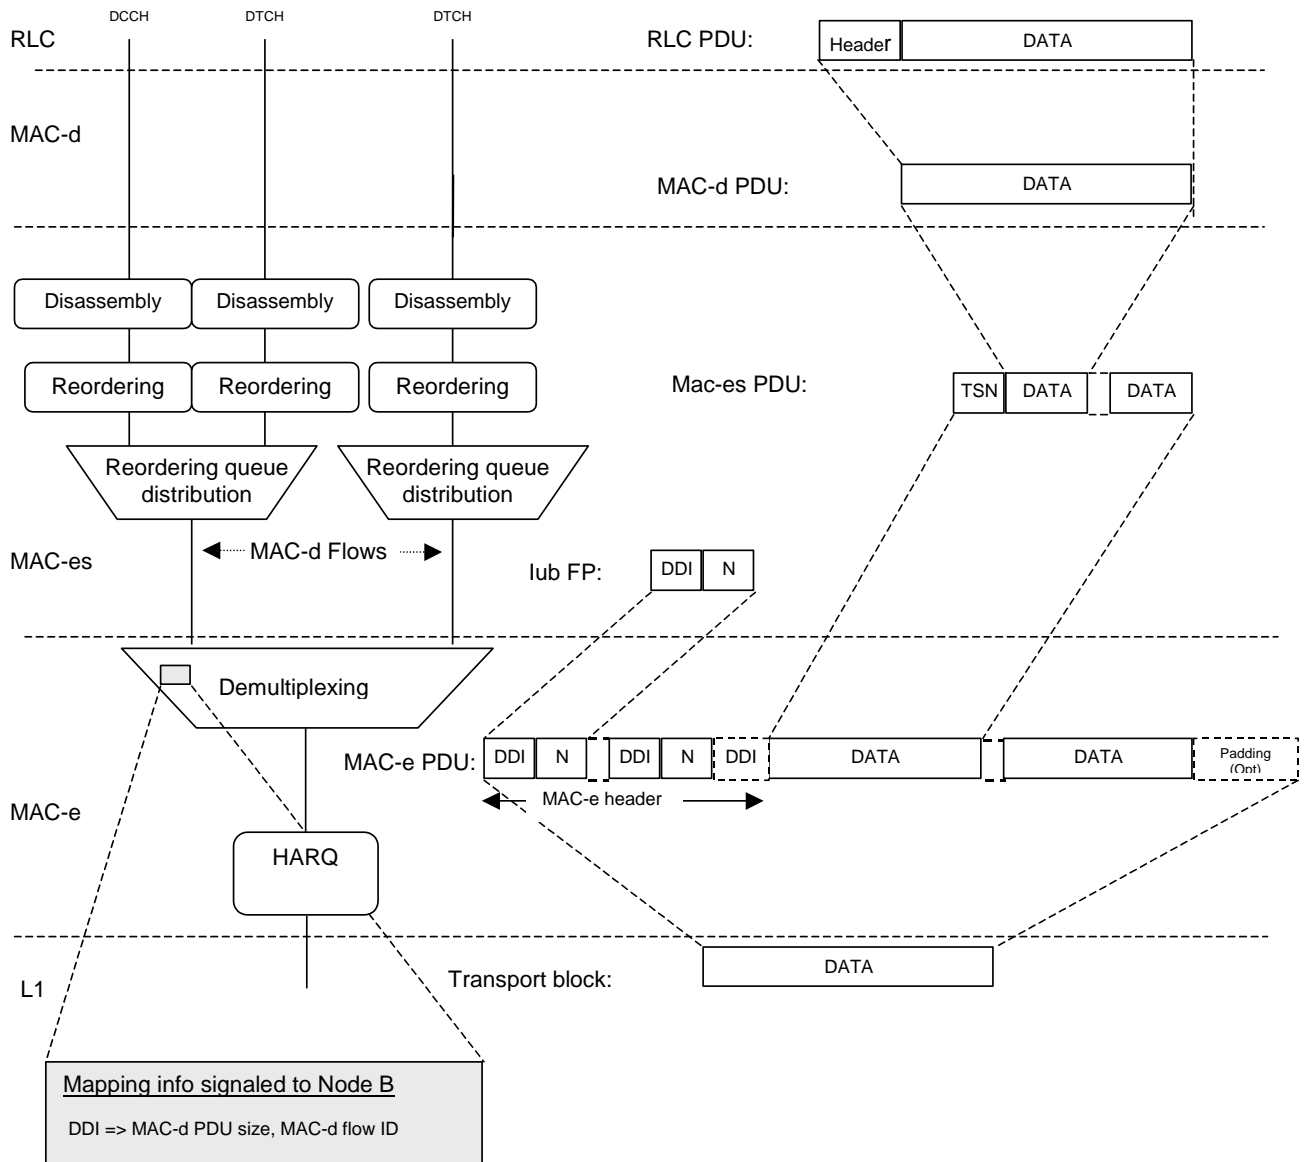 DCCH DTCH DTCH
RLC RLC PDU: Header DATA
MAC-d
MAC-d PDU: DATA
Disassembly Disassembly Disassembly
Reordering Reordering Reordering
Mac-es PDU: TSN DATA DATA
Reordering queue distribution
Reordering queue distribution
MAC-d Flows
MAC-es
Iub FP: DDI N
Demultiplexing
MAC-e PDU: DDI N DDI N DDI DATA DATA Padding (Opt)
MAC-e header
MAC-e
HARQ
DATA
L1 Transport block:
Mapping info signaled to Node B
DDI => MAC-d PDU size, MAC-d flow ID